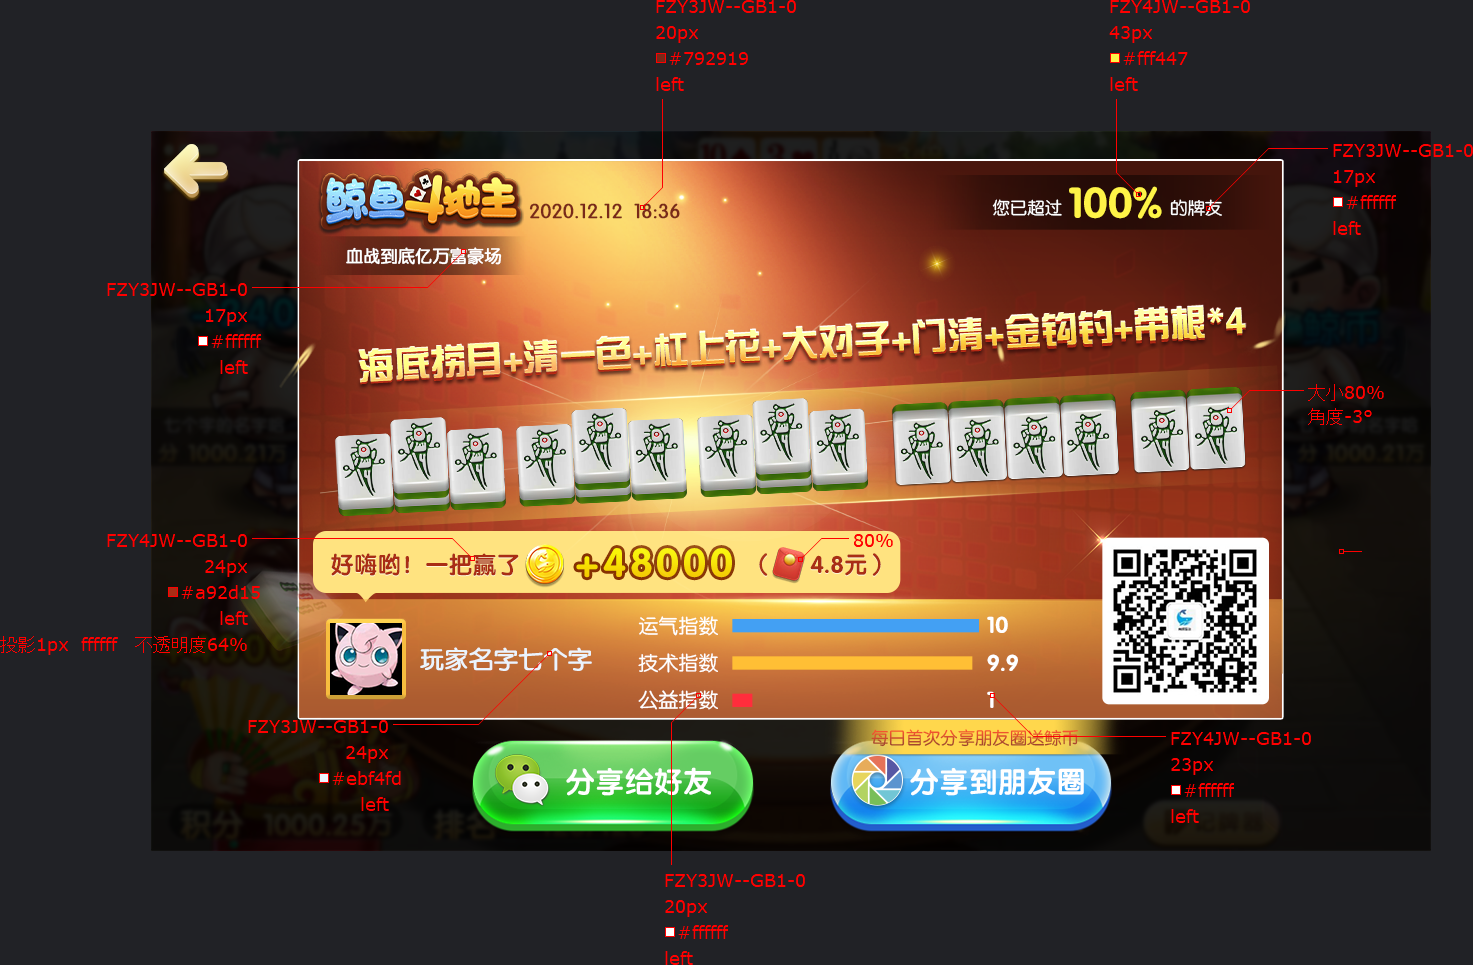 FZY3JW--GB1-0
20px
#792919
left
FZY4JW--GB1-0
43px
#fff447
left
FZY3JW--GB1-0
17px
#ffffff
left
鲸鱼斗地主
2020.12.12 18:36
您已超过 100% 的牌友
血战到底亿万富豪场
FZY3JW--GB1-0
17px
#ffffff
left
海底捞月+清一色+杠上花+大对子+门清+金钩钓+带根*4
大小80%
角度-3°
FZY4JW--GB1-0
24px
#a92d15
left
投影1px ffffff 不透明度64%
好嗨哟！一把赢了 +48000 （ 4.8元）
80%
运气指数 10
玩家名字七个字
技术指数 9.9
公益指数 1
FZY3JW--GB1-0
24px
#ebf4fd
left
每日首次分享朋友圈送鲸币
分享给好友
分享到朋友圈
FZY4JW--GB1-0
23px
#ffffff
left
积分 1000.25万 排名
FZY3JW--GB1-0
20px
#ffffff
left